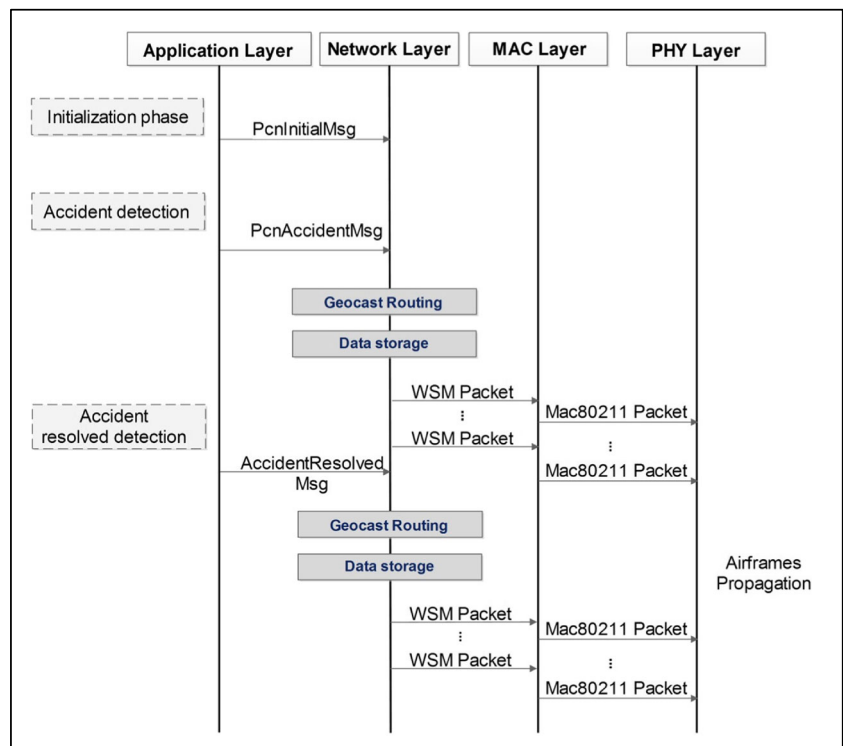 Application Layer
Network Layer
MAC Layer
PHY Layer
Initialization phase
PcnInitialMsg
Accident detection
PcnAccidentMsg
Geocast Routing
Data storage
WSM Packet
Mac80211 Packet
Accident
resolved detection
WSM Packet
AccidentResolved
Msg
Mac80211 Packet
Geocast Routing
Data storage
Airframes
Propagation
WSM Packet
Mac80211 Packet
WSM Packet
Mac80211 Packet